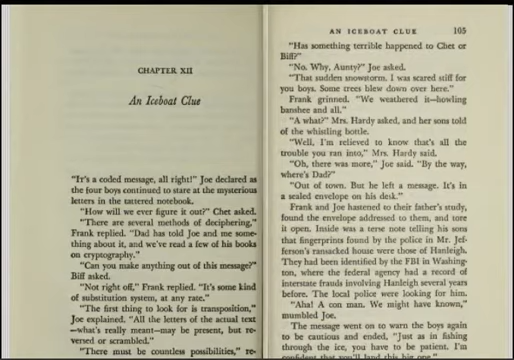 CHAPTER XII
An Iceboat Clue
"It's a coded message, all right!" Joe declared as
the four boys continued to stare at the mysterious
letters in the tattered notebook.
"How will we ever figure it out?" Chet asked.
"There are several methods of deciphering,"
Frank replied. "Dad has told Joe and me some-
thing about it, and we've read a few of his books
on cryptography."
"Can you make anything out of this message?"
Biff asked.
"Not right off," Frank replied. "It's some kind
of substitution system, at any rate."
"The first thing to look for is transposition,"
Joe explained. "All the letters of the actual text
—what's really meant—may be present, but re-
versed or scrambled."
"There must be countless possibilities," re-
AN ICEBOAT CLUE 105
"Has something terrible happened to Chet or
Biff?"
"No. Why, Aunty?" Joe asked.
"That sudden snowstorm. I was scared stiff for
you boys. Some trees blew down over here."
Frank grinned. "We weathered it—howling
banshee and all."
"A what?" Mrs. Hardy asked, and her sons told
of the whistling bottle.
"Well, I'm relieved to know that's all the
trouble you ran into," Mrs. Hardy said.
"Oh, there was more," Joe said. "By the way,
where's Dad?"
"Out of town. But he left a message. It's in
a sealed envelope on his desk."
Frank and Joe hastened to their father's study,
found the envelope addressed to them, and tore
it open. Inside was a terse note telling his sons
that fingerprints found by the police in Mr. Jef-
ferson's ransacked house were those of Hanleigh.
They had been identified by the FBI in Washing-
ton, where the federal agency had a record of
interstate frauds involving Hanleigh several years
before. The local police were looking for him.
"Aha! A con man. We might have known,"
mumbled Joe.
The message went on to warn the boys again
to be cautious and ended, "Just as in fishing
through the ice, you have to be patient. I'm
confident that you'll land this big one."